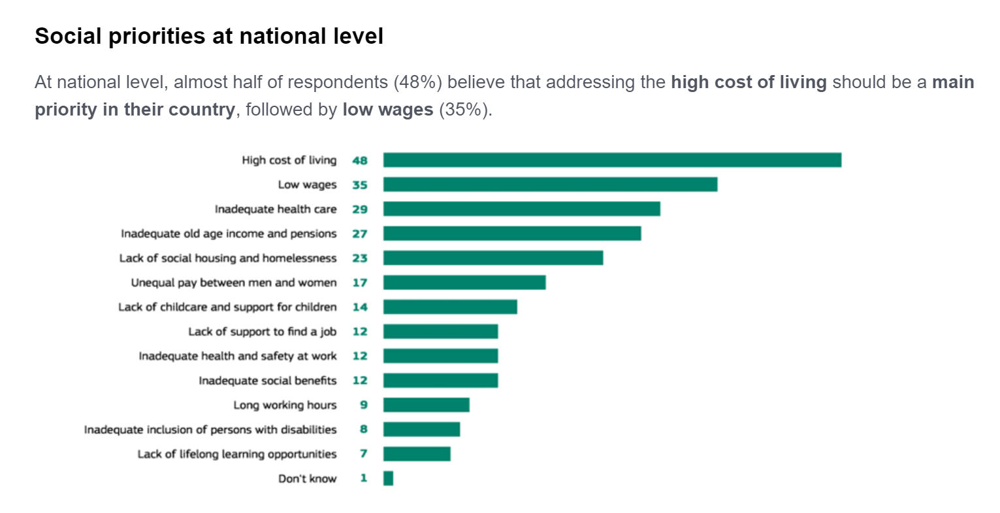 Social priorities at national level
At national level, almost half of respondents (48%) believe that addressing the high cost of living should be a main
priority in their country, followed by low wages (35%).
High cost of living 48
Low wages 35
Inadequate health care 29
Inadequate old age income and pensions 27
Lack of social housing and homelessness 23
Unequal pay between men and women 17
Lack of childcare and support for children 14
Lack of support to find a job 12
Inadequate health and safety at work 12
Inadequate social benefits 12
Long working hours 9
Inadequate inclusion of persons with disabilities 8
Lack of lifelong learning opportunities 7
Don't know 1